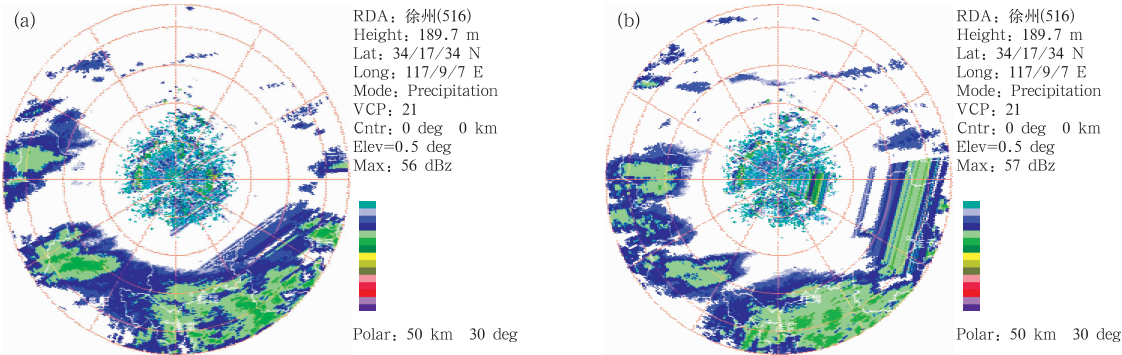 (a)
RDA: 徐州(516)
Height: 189.7 m
Lat: 34/17/34 N
Long: 117/9/7 E
Mode: Precipitation
VCP: 21
Cntr: 0 deg 0 km
Elev=0.5 deg
Max: 56 dBz
Polar: 50 km 30 deg
(b)
RDA: 徐州(516)
Height: 189.7 m
Lat: 34/17/34 N
Long: 117/9/7 E
Mode: Precipitation
VCP: 21
Cntr: 0 deg 0 km
Elev=0.5 deg
Max: 57 dBz
Polar: 50 km 30 deg